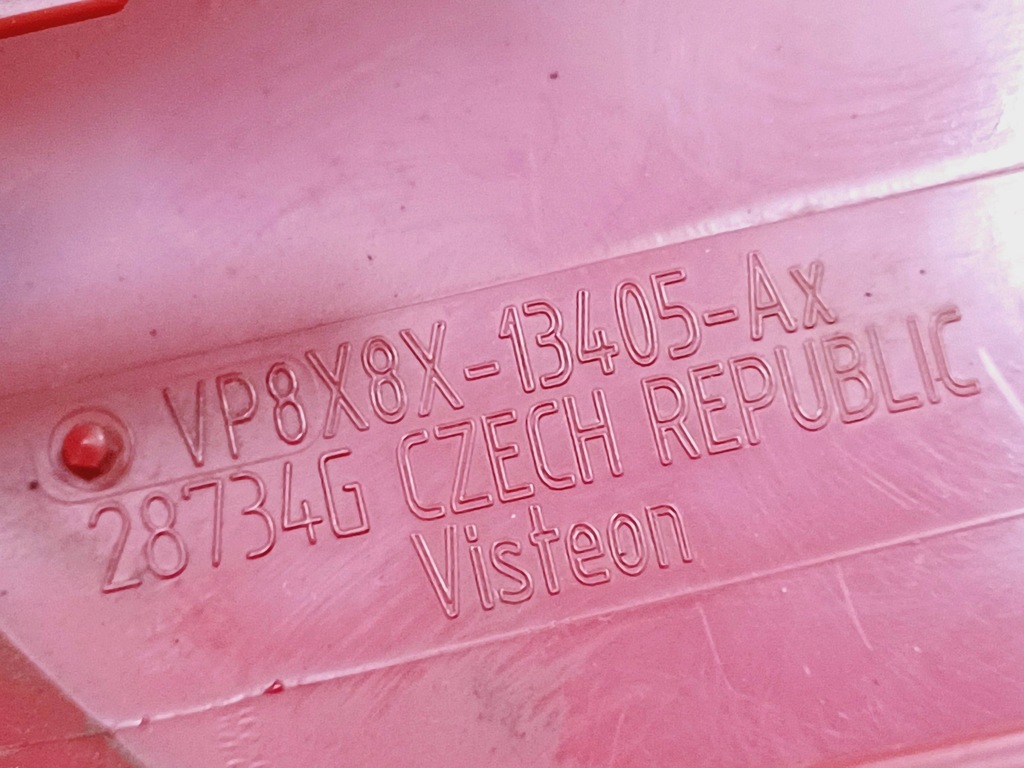 VP8X8X-13405-Ax
28734G CZECH REPUBLIC
Visteon